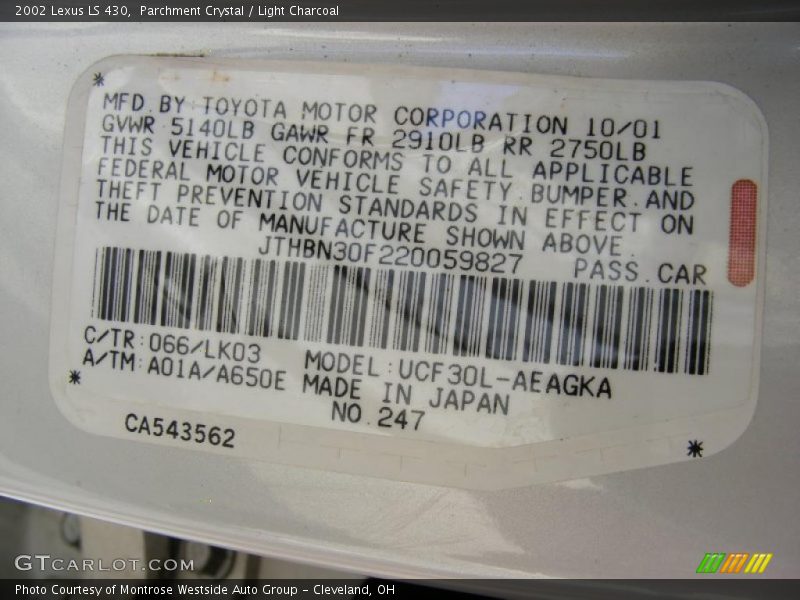 2002 Lexus LS 430, Parchment Crystal / Light Charcoal
MFD.BY:TOYOTA MOTOR CORPORATION 10/01
GVWR 5140LB GAWR FR 2910LB RR 2750LB
THIS VEHICLE CONFORMS TO ALL APPLICABLE
FEDERAL MOTOR VEHICLE SAFETY.BUMPER.AND
THEFT PREVENTION STANDARDS IN EFFECT ON
THE DATE OF MANUFACTURE SHOWN ABOVE.
JTHBN30F220059827 PASS.CAR
C/TR:066/LK03 MODEL:UCF30L-AEAGKA
A/TM:A01A/A650E MADE IN JAPAN
NO.247
CA543562
GTCARLOT.COM
Photo Courtesy of Montrose Westside Auto Group - Cleveland, OH